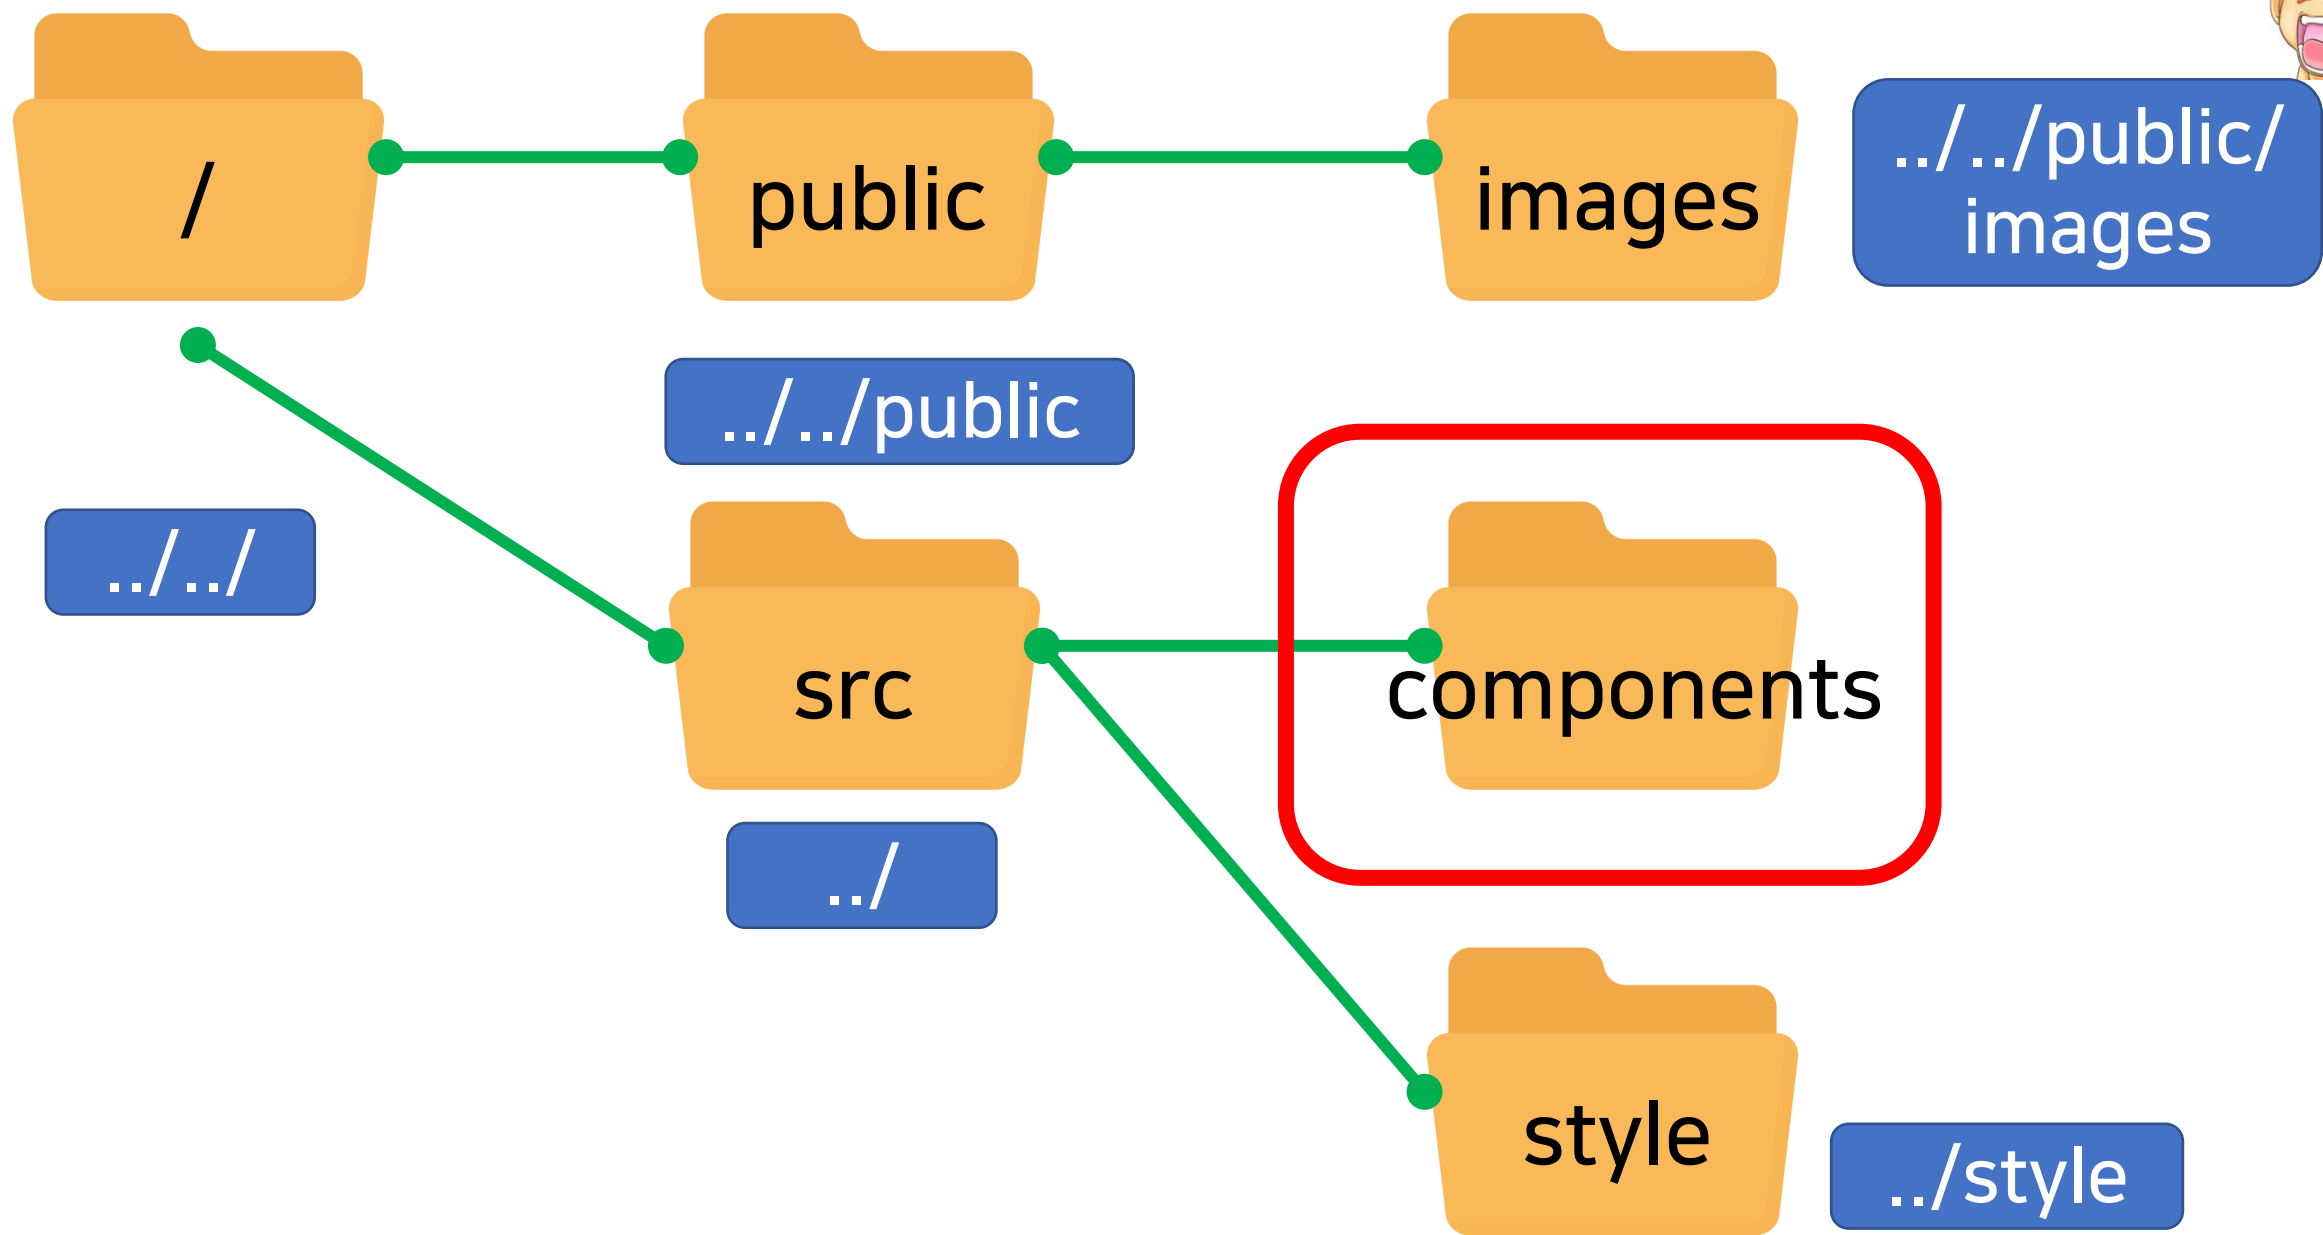 /
public
images
../../public/
images
../../public
../../
src
components
../
style
../style